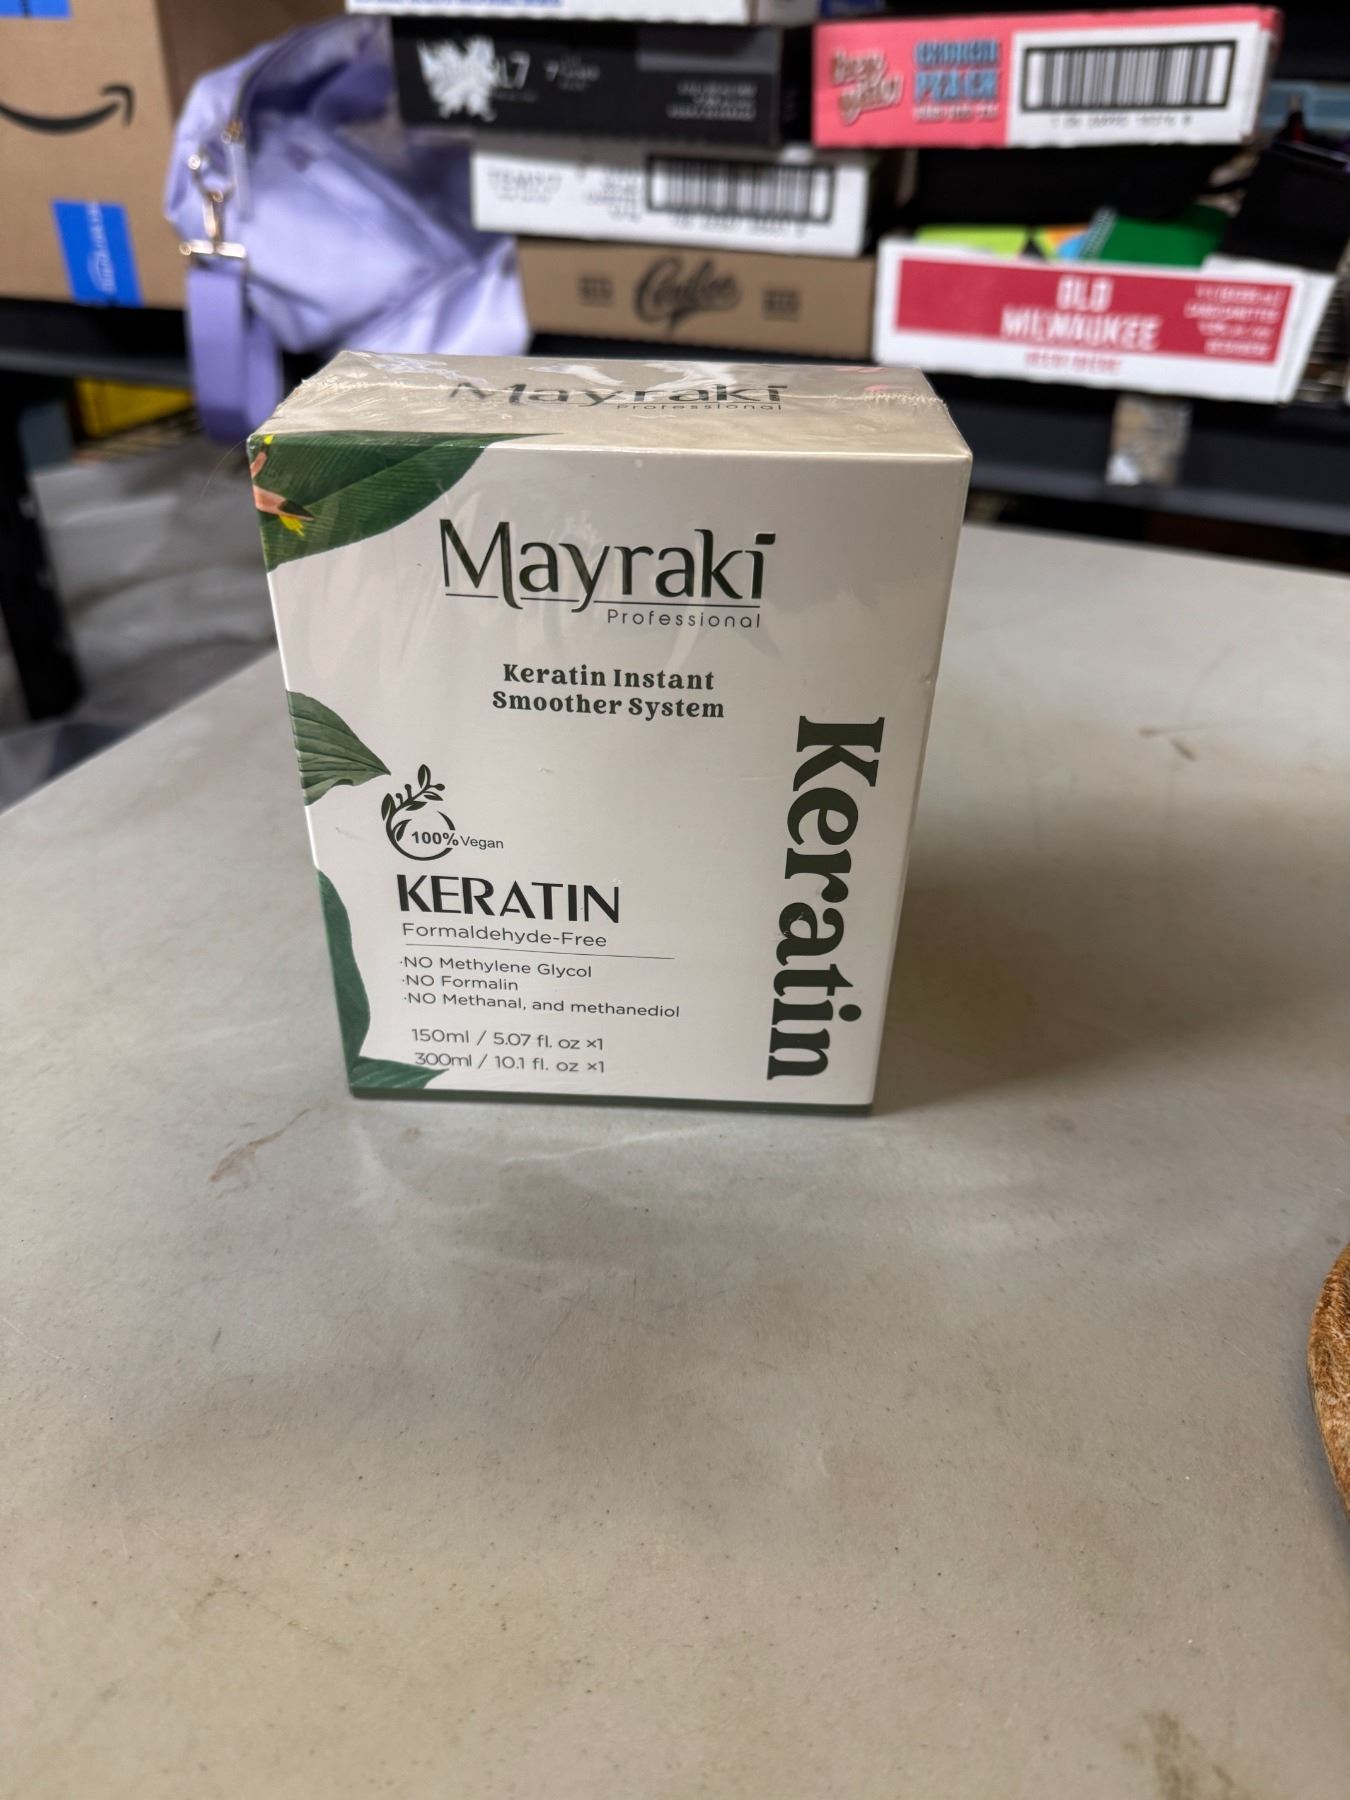 OLD
MILWAUKEE
Mayraki
Professional
Mayraki
Professional
Keratin Instant
Smoother System
Keratin
100% Vegan
KERATIN
Formaldehyde-Free
·NO Methylene Glycol
·NO Formalin
·NO Methanal, and methanediol
150ml / 5.07 fl. oz ×1
300ml / 10.1 fl. oz ×1